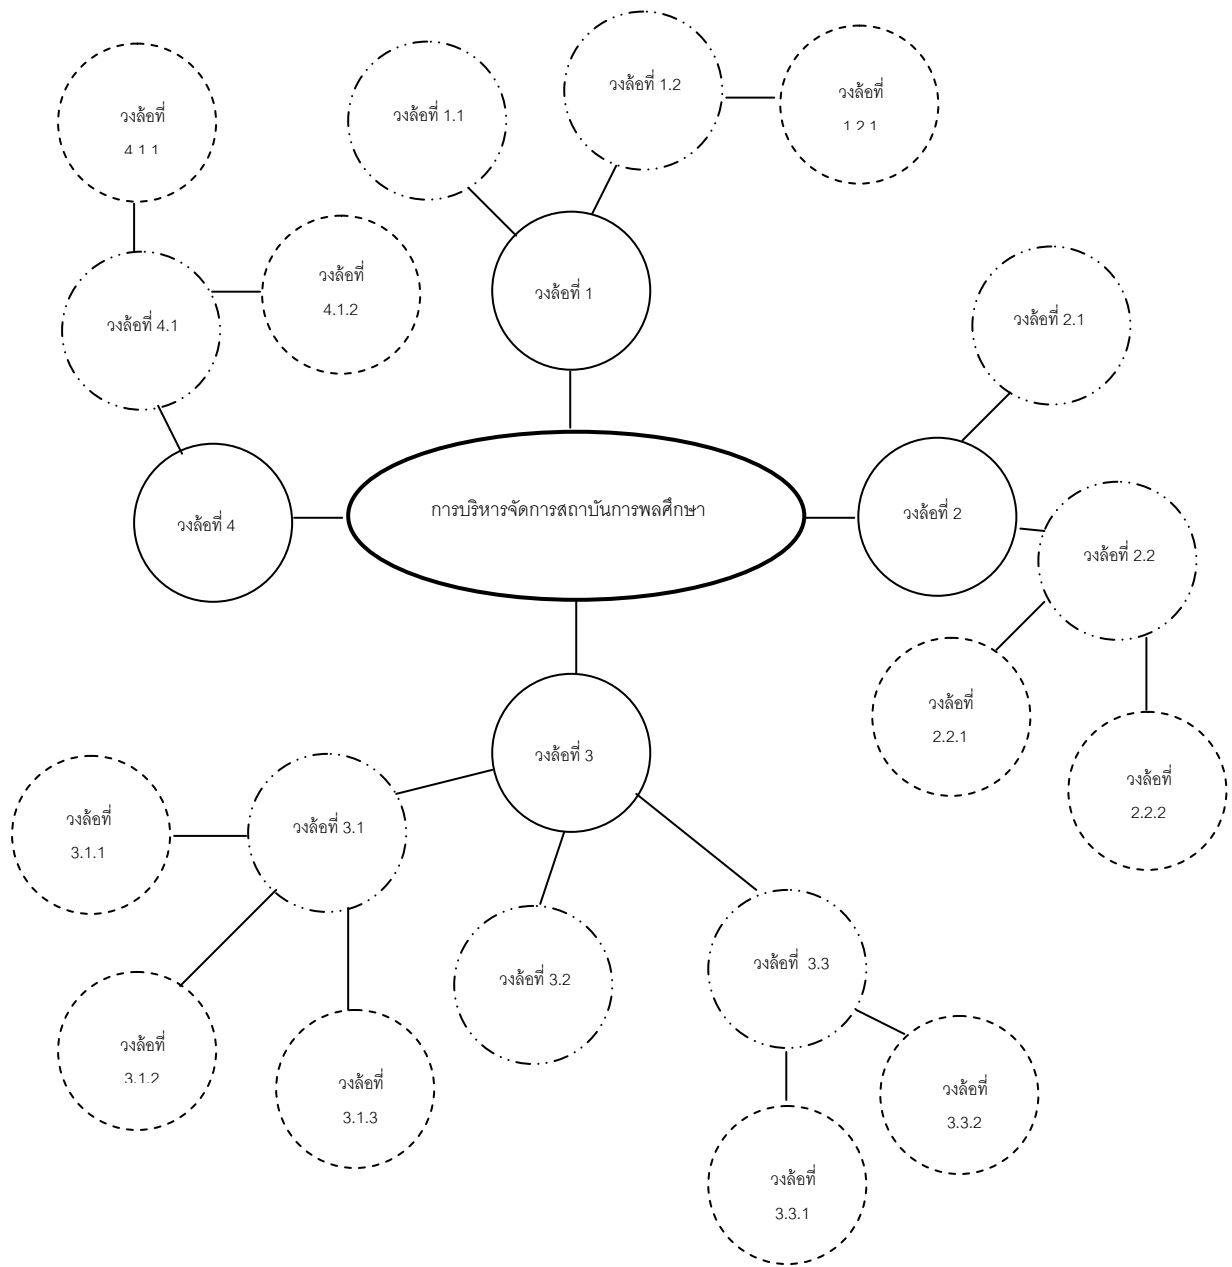 วงล้อที่ 1.2
วงล้อที่
1.2.1
วงล้อที่ 1.1
วงล้อที่
4.1.1
วงล้อที่
4.1.2
วงล้อที่ 1
วงล้อที่ 4.1
วงล้อที่ 2.1
การบริหารจัดการสถาบันการพลศึกษา
วงล้อที่ 2
วงล้อที่ 4
วงล้อที่ 2.2
วงล้อที่
2.2.1
วงล้อที่ 3
วงล้อที่
2.2.2
วงล้อที่
3.1.1
วงล้อที่ 3.1
วงล้อที่ 3.2
วงล้อที่ 3.3
วงล้อที่
3.1.2
วงล้อที่
3.1.3
วงล้อที่
3.3.2
วงล้อที่
3.3.1